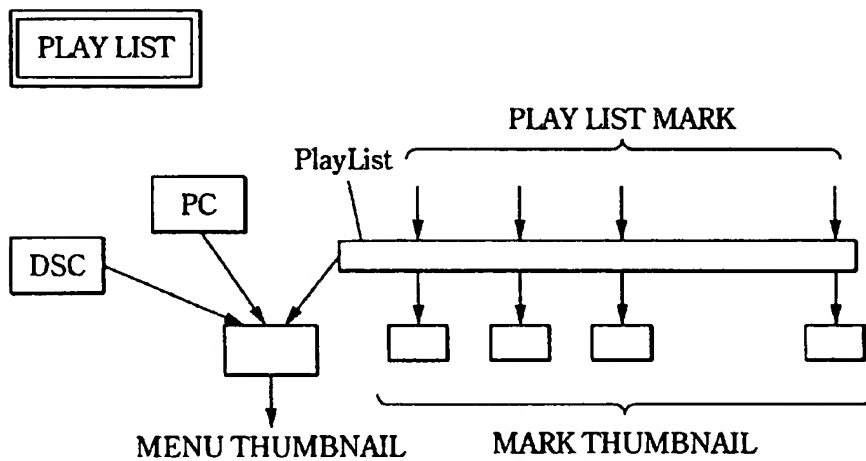 PLAY LIST
PLAY LIST MARK
PlayList
PC
DSC
MENU THUMBNAIL
MARK THUMBNAIL